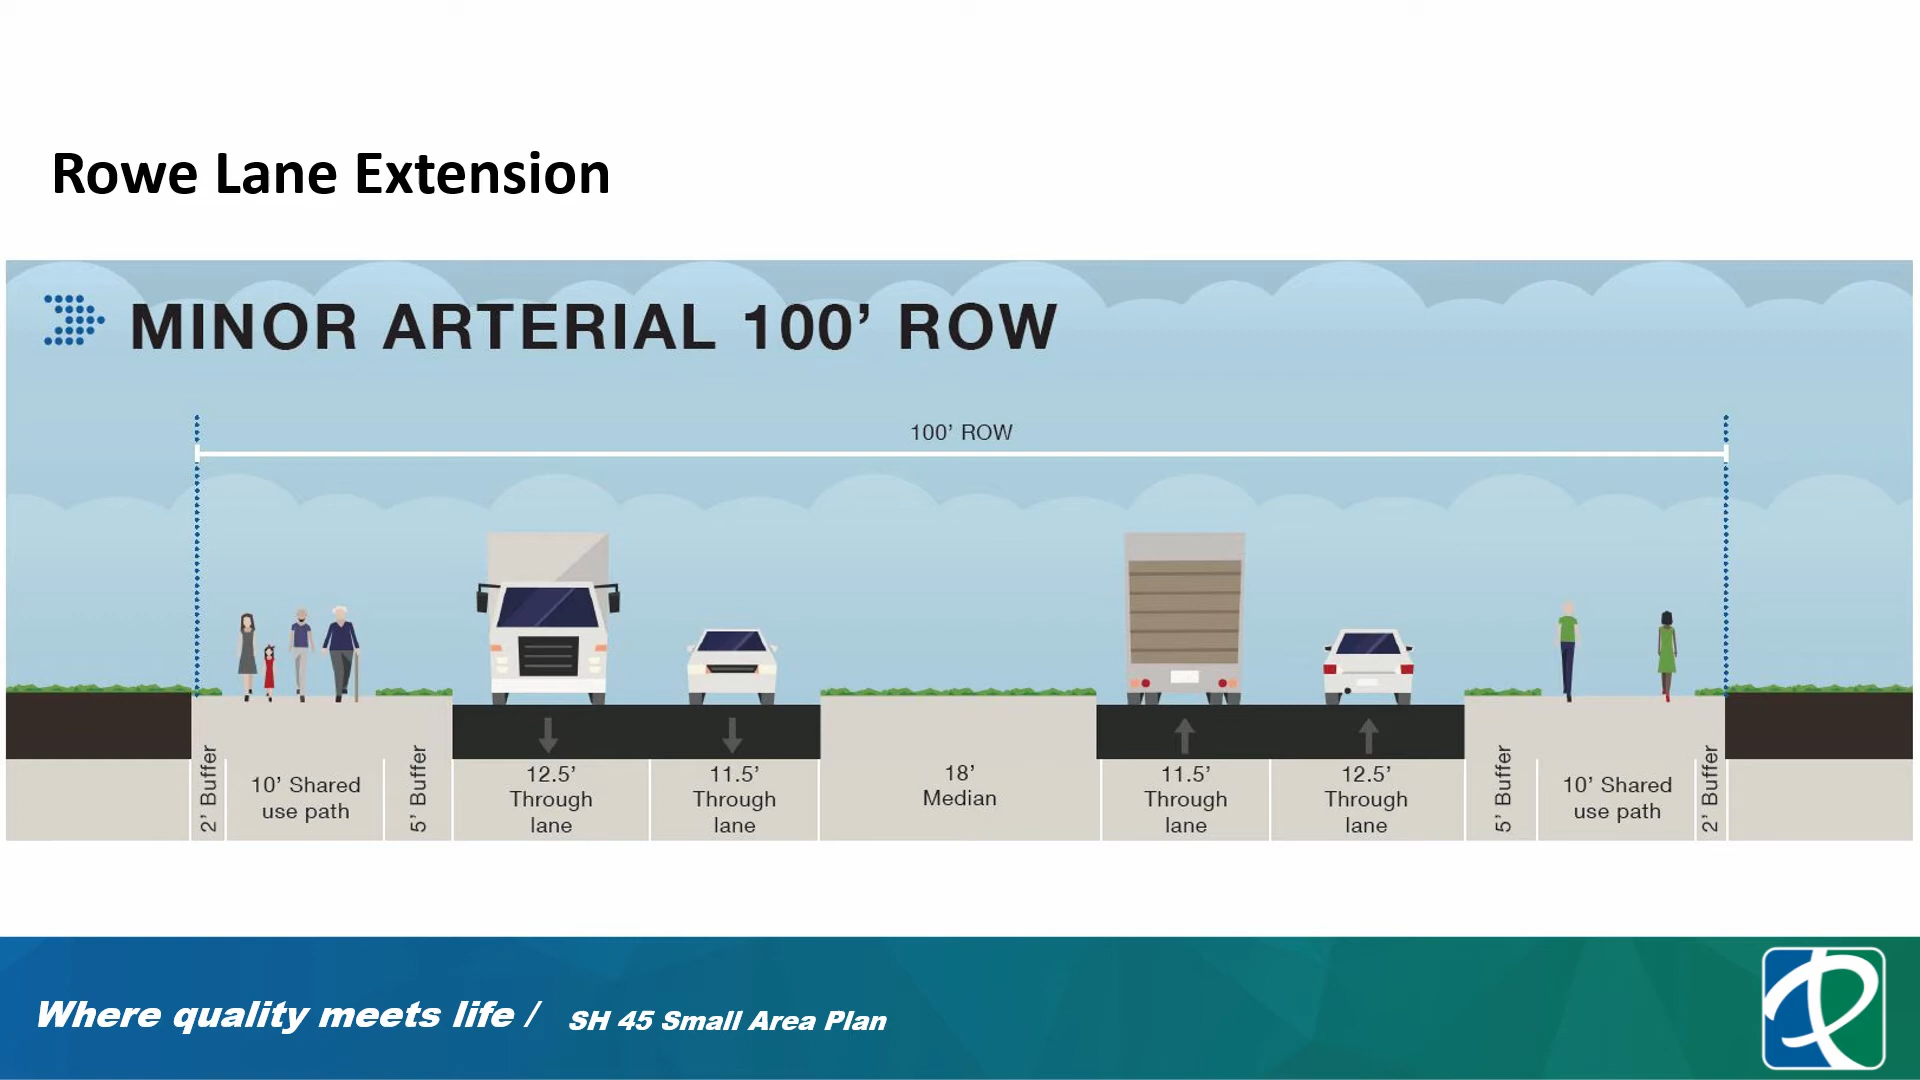 Rowe Lane Extension
MINOR ARTERIAL 100’ ROW
100’ ROW
2’ Buffer
10’ Shared
use path
5’ Buffer
12.5’
Through
lane
11.5’
Through
lane
18’
Median
11.5’
Through
lane
12.5’
Through
lane
5’ Buffer
10’ Shared
use path
2’ Buffer
Where quality meets life / SH 45 Small Area Plan